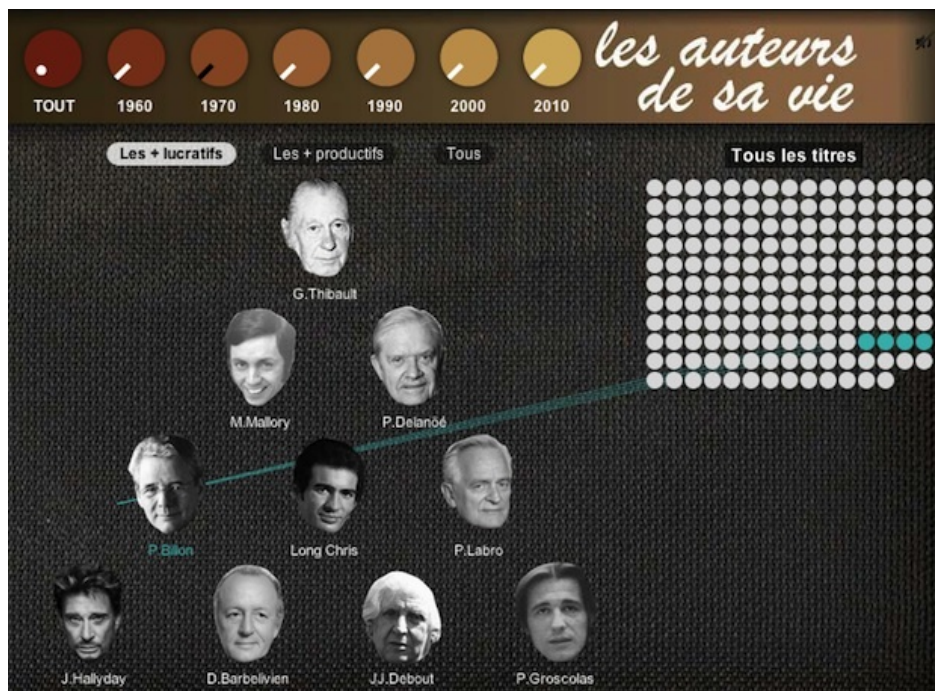 les auteurs
de sa vie
TOUT 1960 1970 1980 1990 2000 2010
Les + lucratifs Les + productifs Tous
Tous les titres
G.Thibault
M.Mallory P.Delanöé
P.Billon Long Chris P.Labro
J.Hallyday D.Barbelivien JJ.Debout P.Groscolas